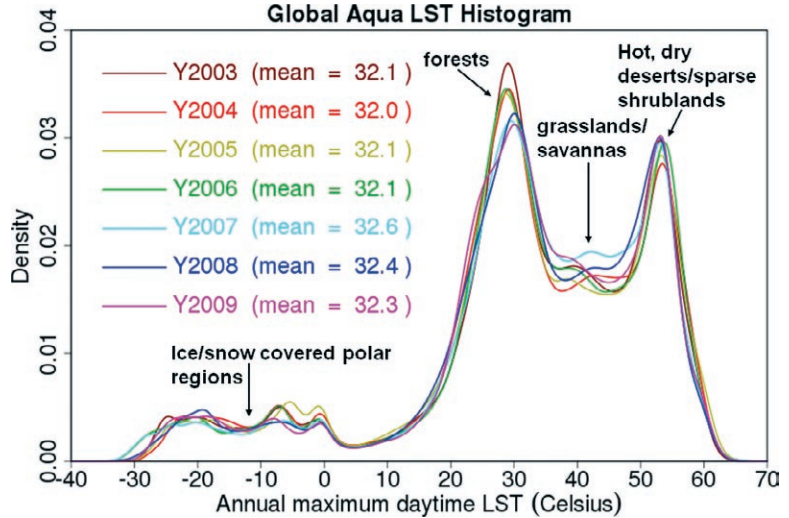 Global Aqua LST Histogram
Density
0.04
0.03
0.02
0.01
0.00
Y2003 (mean = 32.1 )
Y2004 (mean = 32.0 )
Y2005 (mean = 32.1 )
Y2006 (mean = 32.1 )
Y2007 (mean = 32.6 )
Y2008 (mean = 32.4 )
Y2009 (mean = 32.3 )
forests
Hot, dry
deserts/sparse
shrublands
grasslands/
savannas
Ice/snow covered polar
regions
-40 -30 -20 -10 0 10 20 30 40 50 60 70
Annual maximum daytime LST (Celsius)